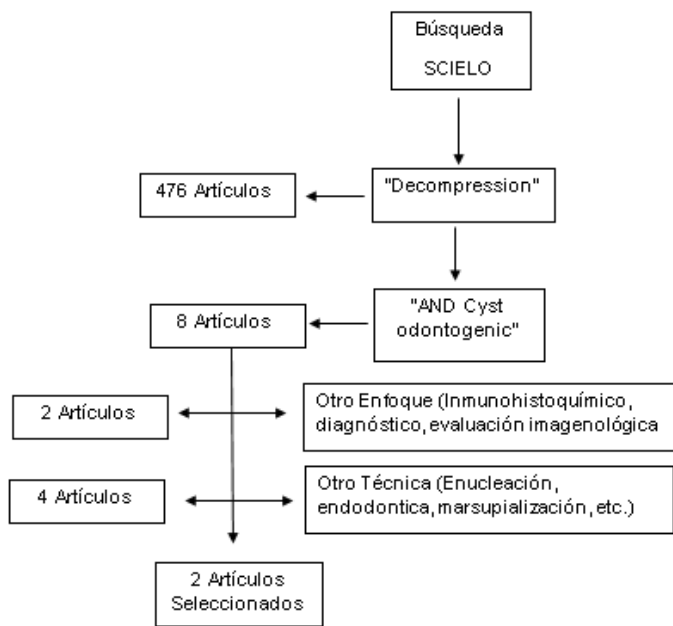 Búsqueda
SCIELO
476 Artículos
"Decompression"
8 Artículos
"AND Cyst
odontogenic"
2 Artículos
Otro Enfoque (Inmunohistoquímico,
diagnóstico, evaluación imagenológica
4 Artículos
Otro Técnica (Enucleación,
endodontica, marsupialización, etc.)
2 Artículos
Seleccionados